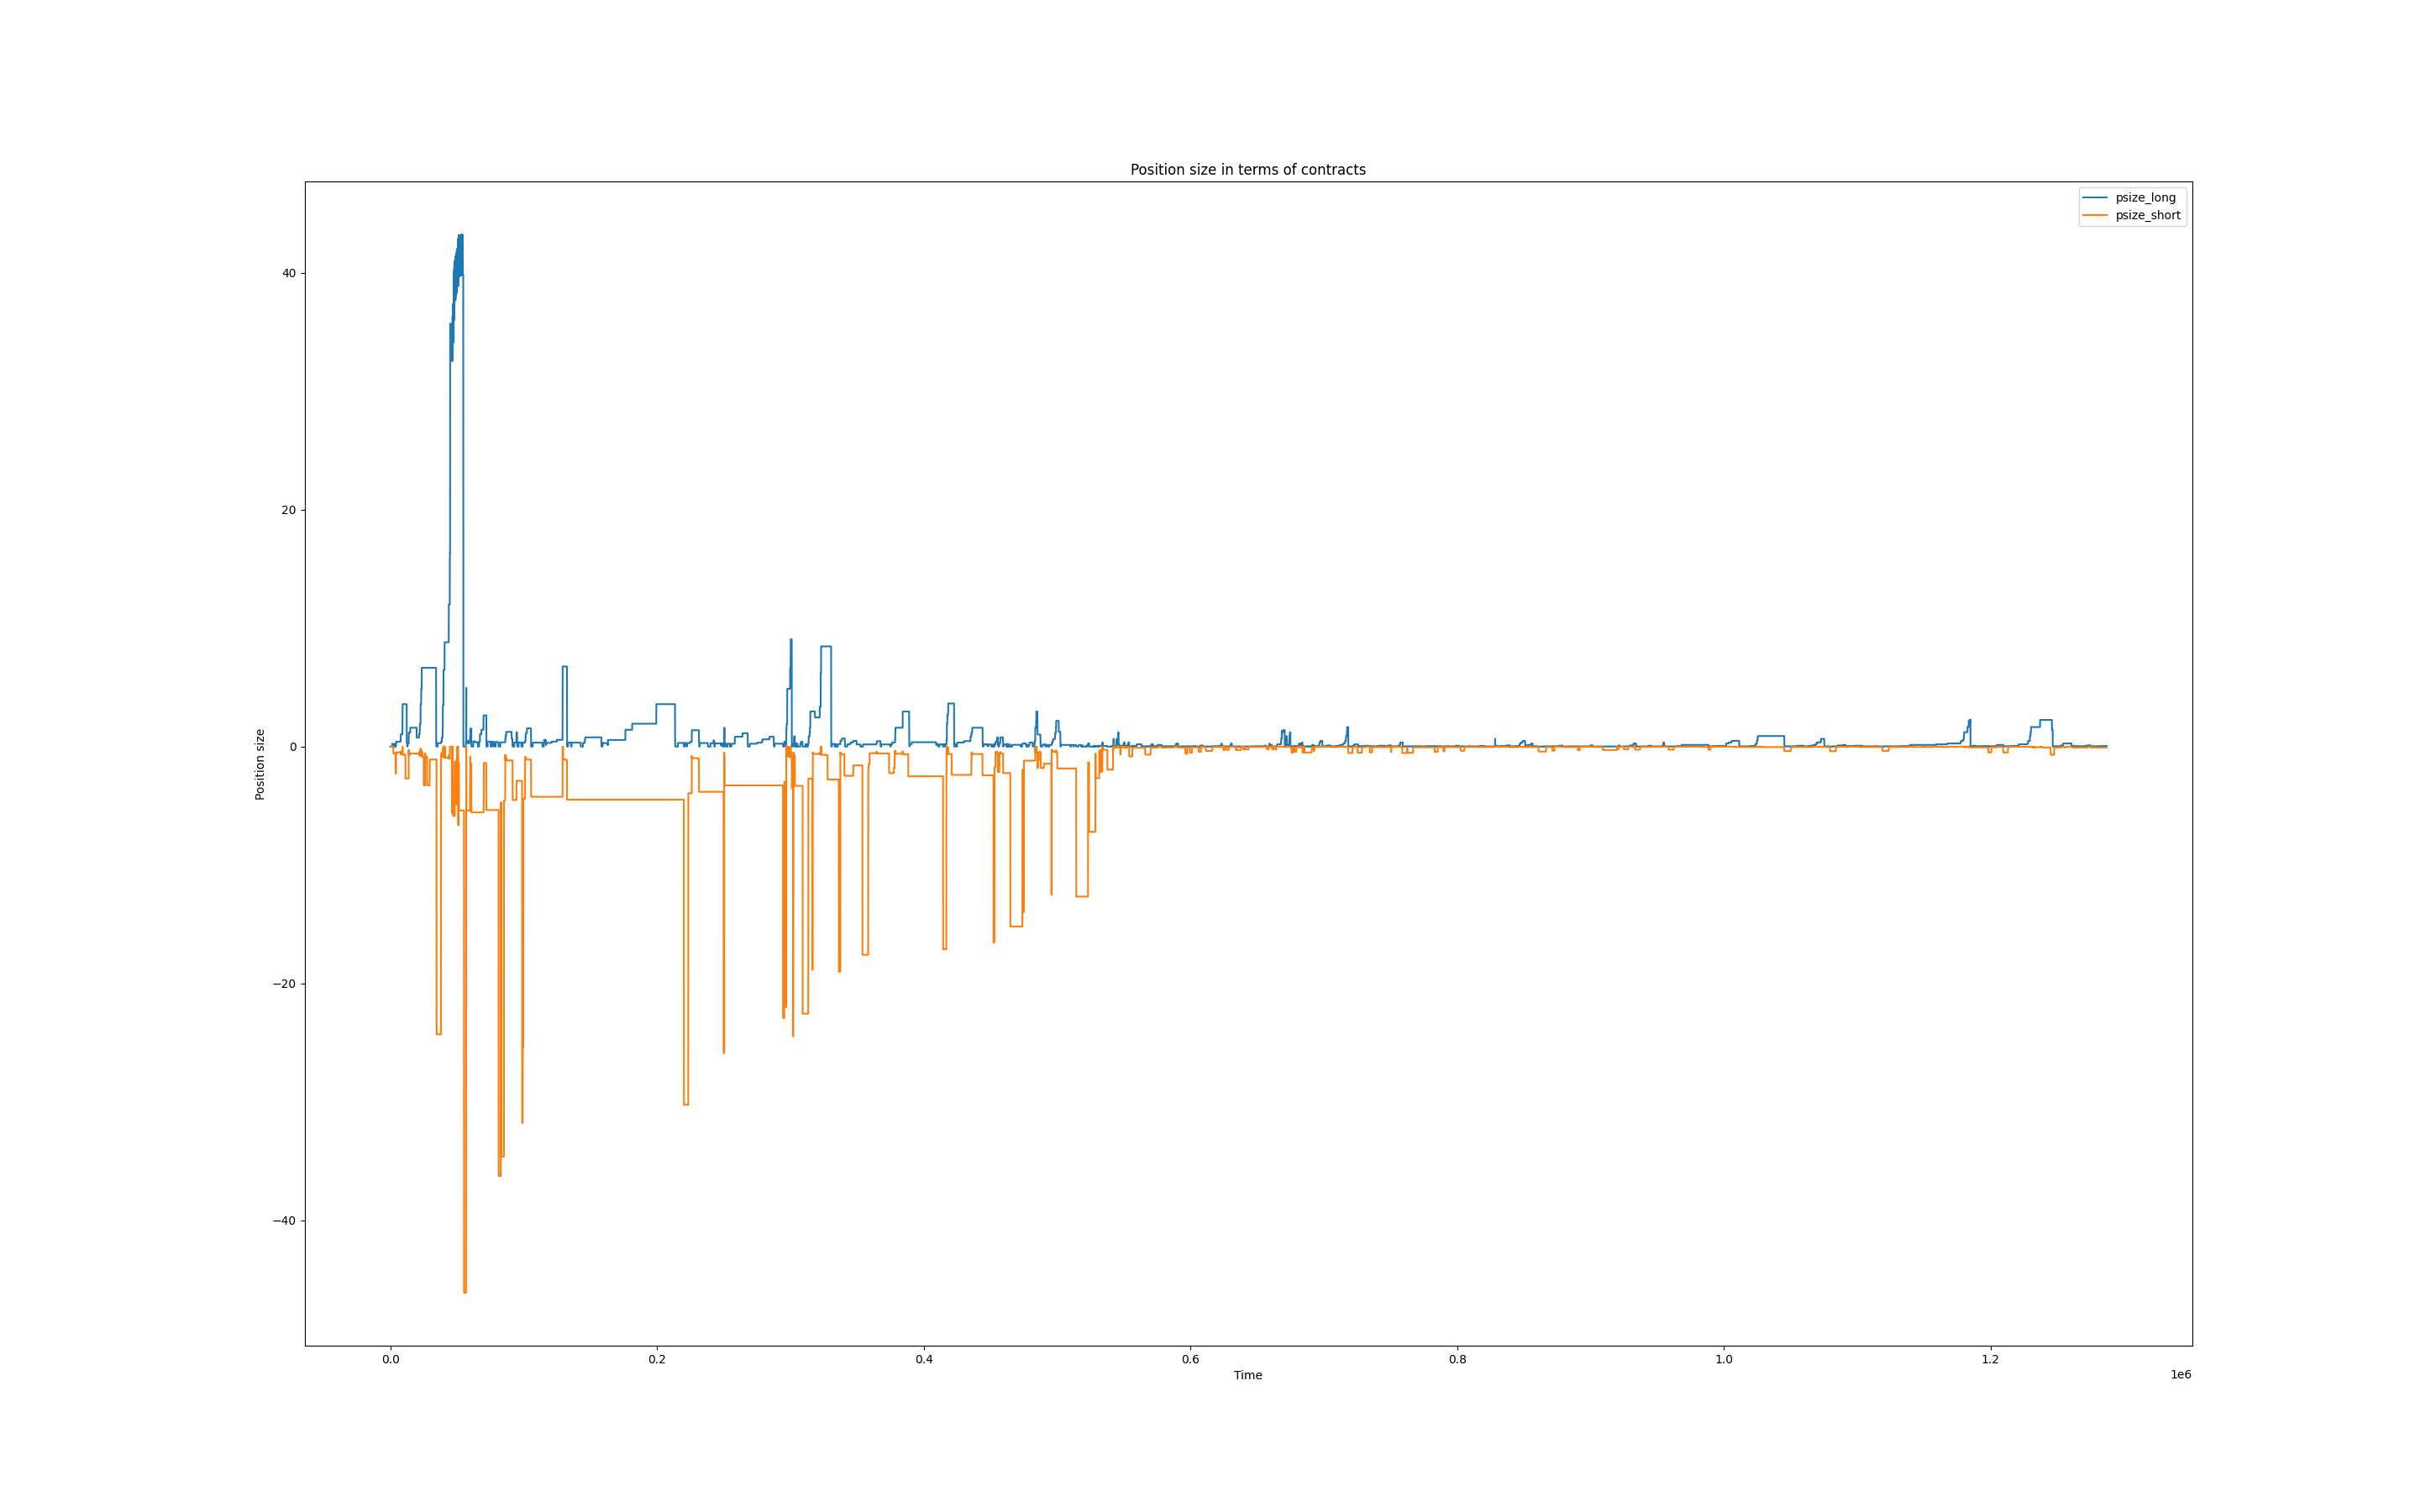 Position size in terms of contracts
psize_long
psize_short
Position size
40
20
0
−20
−40
0.0
0.2
0.4
0.6
0.8
1.0
1.2
1e6
Time